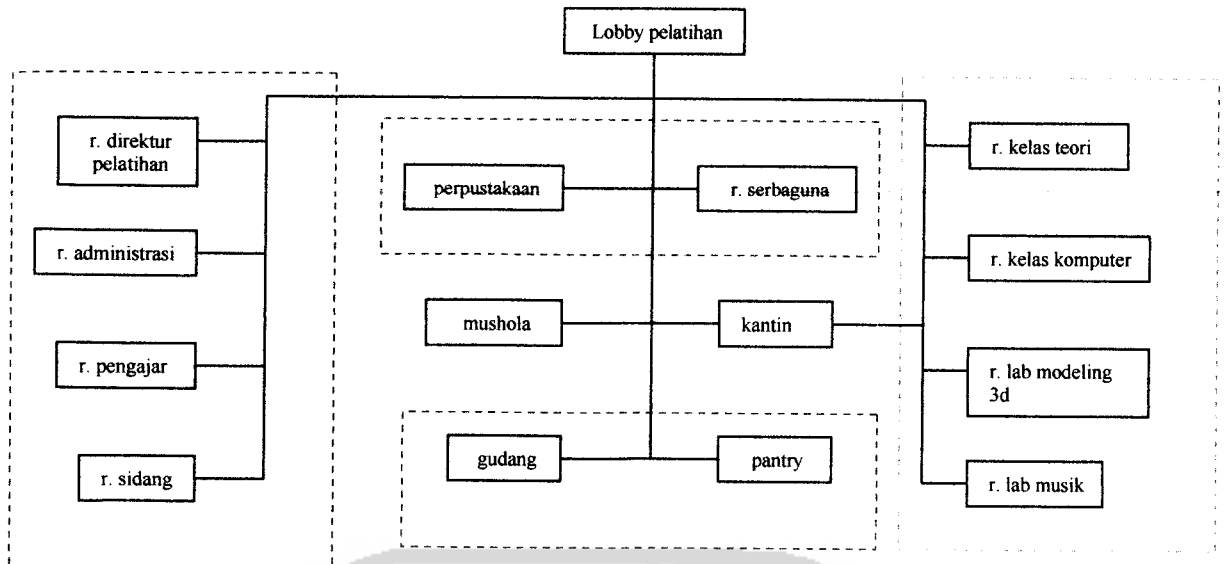 Lobby pelatihan
r. direktur
pelatihan
r. administrasi
r. pengajar
r. sidang
perpustakaan
r. serbaguna
mushola
kantin
gudang
pantry
r. kelas teori
r. kelas komputer
r. lab modeling
3d
r. lab musik